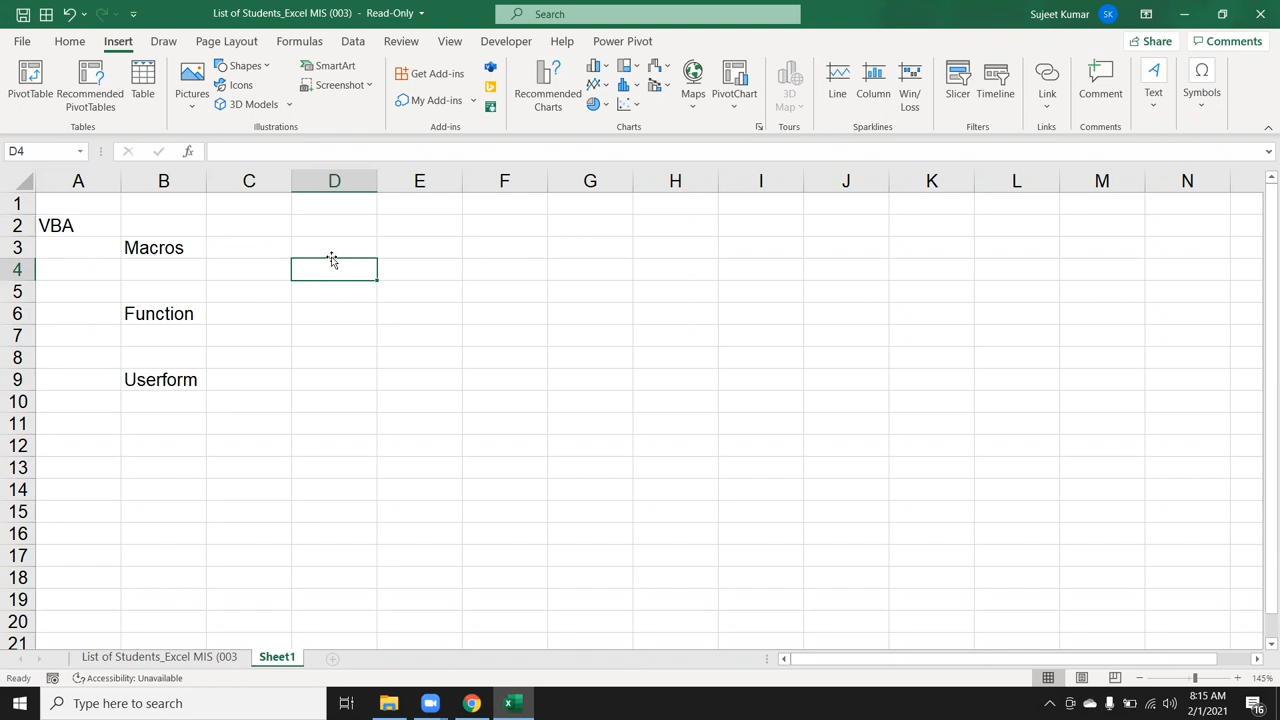 List of Students_Excel MIS (003) - Read-Only
Search
Sujeet Kumar
SK
File Home Insert Draw Page Layout Formulas Data Review View Developer Help Power Pivot
Share
Comments
PivotTable
Recommended PivotTables
Table
Tables
Pictures
Shapes
Icons
3D Models
SmartArt
Screenshot
Illustrations
Get Add-ins
My Add-ins
Add-ins
Recommended Charts
Maps
PivotChart
Charts
3D Map
Tours
Line
Column
Win/Loss
Sparklines
Slicer
Timeline
Filters
Link
Links
Comment
Comments
Text
Symbols
D4
fx
A B C D E F G H I J K L M N
1
2 VBA
3 Macros
4
5
6 Function
7
8
9 Userform
10
11
12
13
14
15
16
17
18
19
20
21
List of Students_Excel MIS (003
Sheet1
Ready
Accessibility: Unavailable
145%
Type here to search
8:15 AM
2/1/2021
16